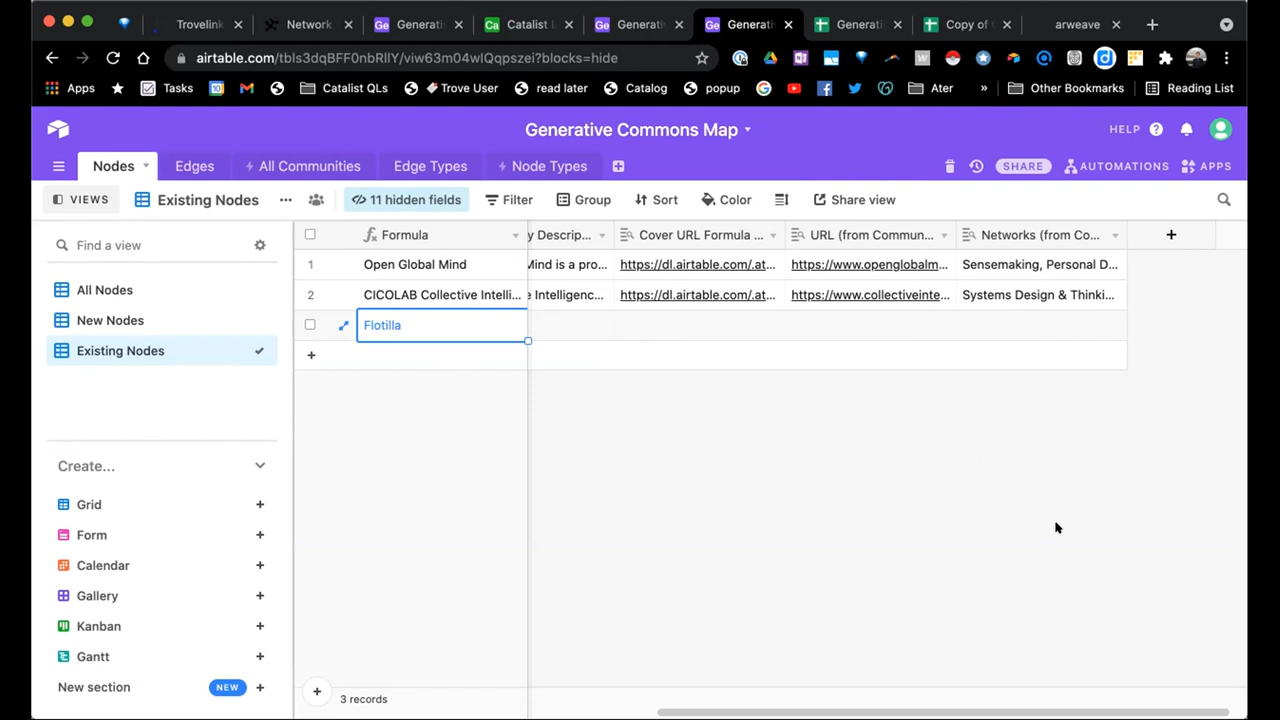 Trovelink
Network
Generativ
Catalist L
Generativ
Generativ
Generativ
Copy of
arweave
airtable.com/tbls3dqBFF0nbRllY/viw63m04wlQqpszei?blocks=hide
Apps
Tasks
Catalist QLs
Trove User
read later
Catalog
popup
Ater
»
Other Bookmarks
Reading List
Generative Commons Map
HELP
Nodes
Edges
All Communities
Edge Types
Node Types
SHARE
AUTOMATIONS
APPS
VIEWS
Existing Nodes
11 hidden fields
Filter
Group
Sort
Color
Share view
Find a view
All Nodes
New Nodes
Existing Nodes
Create...
Grid
Form
Calendar
Gallery
Kanban
Gantt
New section
NEW
Formula
y Descrip...
Cover URL Formula ...
URL (from Commun...
Networks (from Co...
1 Open Global Mind Mind is a pro... https://dl.airtable.com/.at... https://www.openglobalm... Sensemaking, Personal D...
2 CICOLAB Collective Intelli... e Intelligenc... https://dl.airtable.com/.at... https://www.collectiveinte... Systems Design & Thinki...
Flotilla
3 records